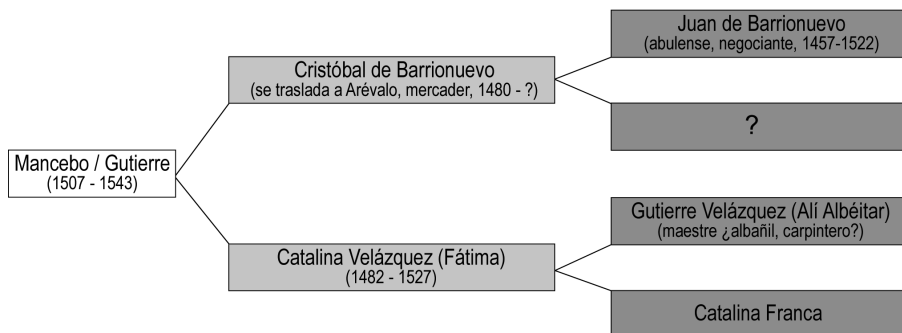 Juan de Barrionuevo
(abulense, negociante, 1457-1522)
Cristóbal de Barrionuevo
(se traslada a Arévalo, mercader, 1480 - ?)
?
Mancebo / Gutierre
(1507 - 1543)
Gutierre Velázquez (Alí Albéitar)
(maestre ¿albañil, carpintero?)
Catalina Velázquez (Fátima)
(1482 - 1527)
Catalina Franca